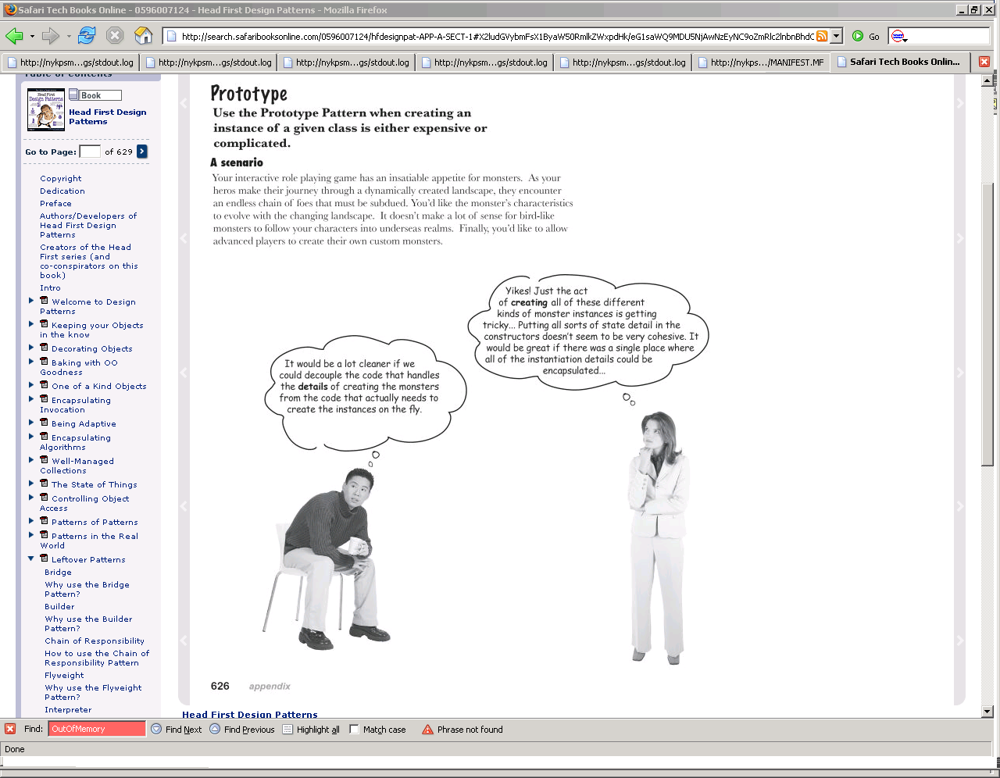 Safari Tech Books Online - 0596007124 - Head First Design Patterns - Mozilla Firefox
Go
http://nykpsm...gs/stdout.log
http://nykpsm...gs/stdout.log
http://nykpsm...gs/stdout.log
http://nykpsm...gs/stdout.log
http://nykpsm...gs/stdout.log
http://nyks.../MANIFEST.MF
Safari Tech Books Onlin...
Table of Contents
Book
Head First Design
Patterns
Go to Page:
of 629
Copyright
Dedication
Preface
Authors/Developers of
Head First Design
Patterns
Creators of the Head
First series (and
co-conspirators on this
book)
Intro
Welcome to Design
Patterns
Keeping your Objects
in the know
Decorating Objects
Baking with OO
Goodness
One of a Kind Objects
Encapsulating
Invocation
Being Adaptive
Encapsulating
Algorithms
Well-Managed
Collections
The State of Things
Controlling Object
Access
Patterns of Patterns
Patterns in the Real
World
Leftover Patterns
Bridge
Why use the Bridge
Pattern?
Builder
Why use the Builder
Pattern?
Chain of Responsibility
How to use the Chain of
Responsibility Pattern
Flyweight
Why use the Flyweight
Pattern?
Interpreter
Prototype
Use the Prototype Pattern when creating an
instance of a given class is either expensive or
complicated.
A scenario
Your interactive role playing game has an insatiable appetite for monsters. As your
heros make their journey through a dynamically created landscape, they encounter
an endless chain of foes that must be subdued. You'd like the monster's characteristics
to evolve with the changing landscape. It doesn't make a lot of sense for bird-like
monsters to follow your characters into underseas realms. Finally, you'd like to allow
advanced players to create their own custom monsters.
Yikes! Just the act
of creating all of these different
kinds of monster instances is getting
tricky... Putting all sorts of state detail in the
constructors doesn't seem to be very cohesive. It
would be great if there was a single place where
all of the instantiation details could be
encapsulated...
It would be a lot cleaner if we
could decouple the code that handles
the details of creating the monsters
from the code that actually needs to
create the instances on the fly.
626 appendix
Head First Design Patterns
Find: OutOfMemory Find Next Find Previous Highlight all Match case Phrase not found
Done